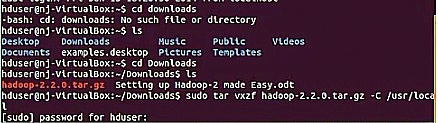 hduser@nj-VirtualBox:~$ cd downloads
-bash: cd: downloads: No such file or directory
hduser@nj-VirtualBox:~$ ls
Desktop Downloads Music Public Videos
Documents examples.desktop Pictures Templates
hduser@nj-VirtualBox:~$ cd Downloads
hduser@nj-VirtualBox:~/Downloads$ ls
hadoop-2.2.0.tar.gz Setting up Hadoop-2 made Easy.odt
hduser@nj-VirtualBox:~/Downloads$ sudo tar vxzf hadoop-2.2.0.tar.gz -C /usr/loca
l
[sudo] password for hduser: